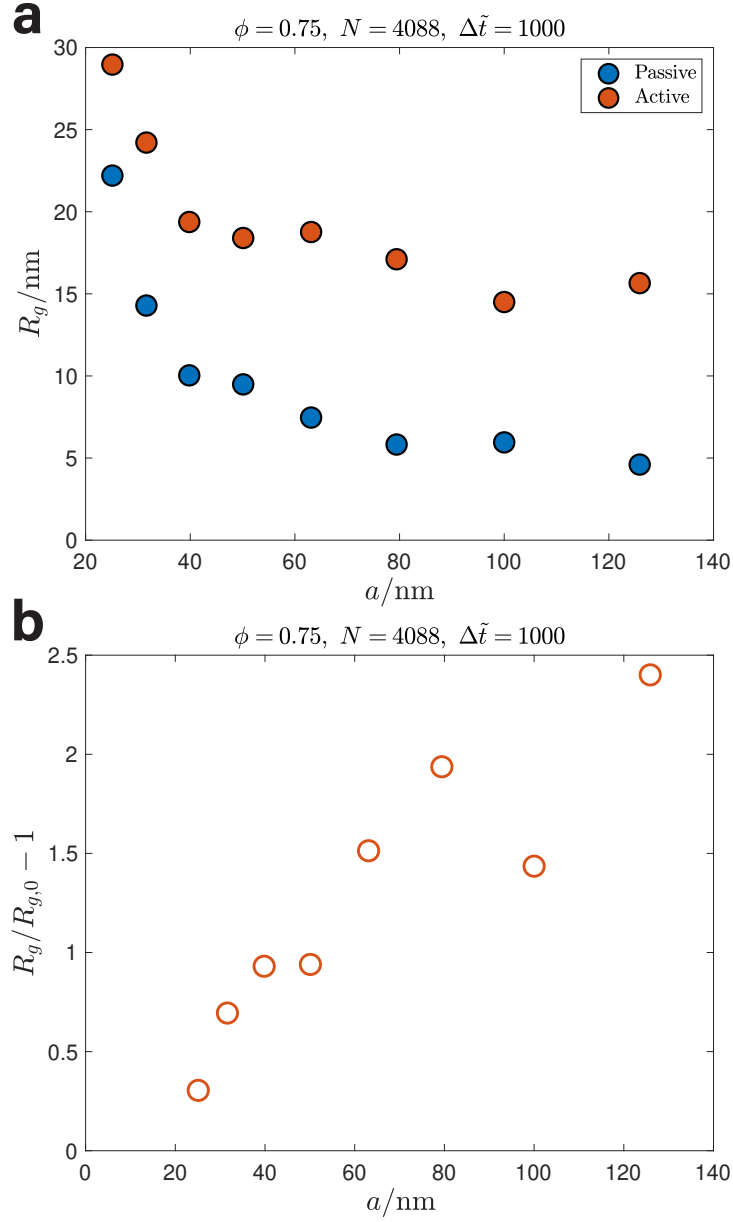 a
ϕ = 0.75, N = 4088, Δt̃ = 1000
30
25
20
15
10
5
0
R_g/nm
Passive
Active
20 40 60 80 100 120 140
a/nm
b
ϕ = 0.75, N = 4088, Δt̃ = 1000
2.5
2
1.5
1
0.5
0
R_g/R_{g,0} − 1
0 20 40 60 80 100 120 140
a/nm